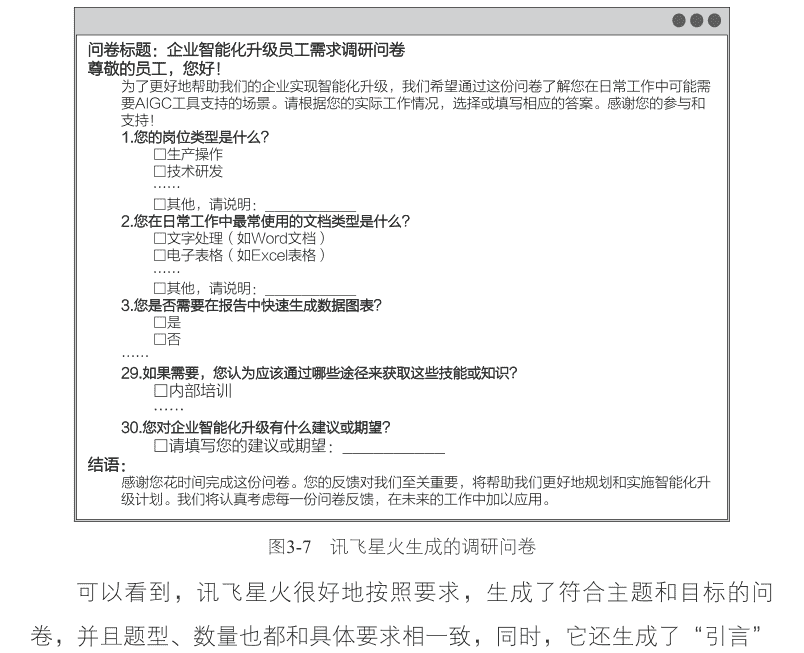 问卷标题：企业智能化升级员工需求调研问卷
尊敬的员工，您好！
为了更好地帮助我们的企业实现智能化升级，我们希望通过这份问卷了解您在日常工作中可能需
要AIGC工具支持的场景。请根据您的实际工作情况，选择或填写相应的答案。感谢您的参与和
支持！
1.您的岗位类型是什么？
□生产操作
□技术研发
……
□其他，请说明：____________
2.您在日常工作中最常使用的文档类型是什么？
□文字处理（如Word文档）
□电子表格（如Excel表格）
……
□其他，请说明：____________
3.您是否需要在报告中快速生成数据图表？
□是
□否
……
29.如果需要，您认为应该通过哪些途径来获取这些技能或知识？
□内部培训
……
30.您对企业智能化升级有什么建议或期望？
□请填写您的建议或期望：____________
结语：
感谢您花时间完成这份问卷。您的反馈对我们至关重要，将帮助我们更好地规划和实施智能化升
级计划。我们将认真考虑每一份问卷反馈，在未来的工作中加以应用。
图3-7 讯飞星火生成的调研问卷
可以看到，讯飞星火很好地按照要求，生成了符合主题和目标的问
卷，并且题型、数量也都和具体要求相一致，同时，它还生成了“引言”